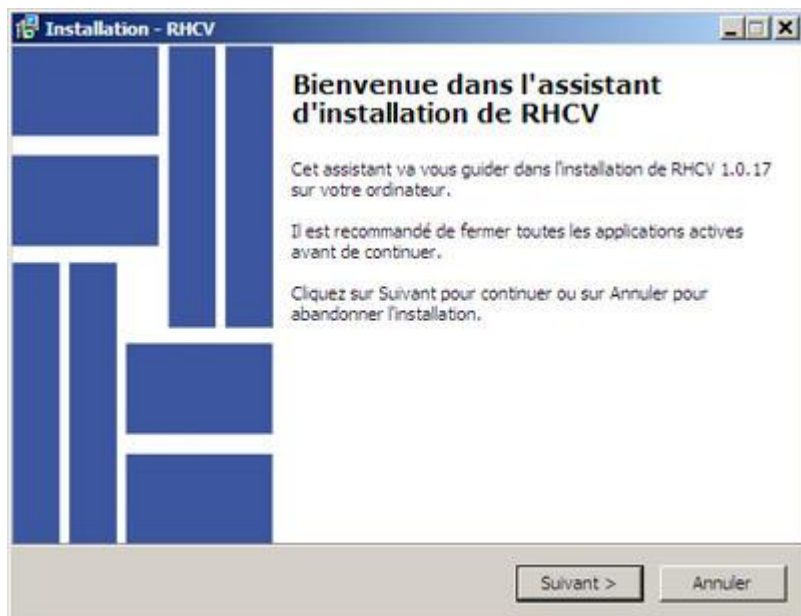 Installation - RHCV
Bienvenue dans l'assistant
d'installation de RHCV
Cet assistant va vous guider dans l'installation de RHCV 1.0.17
sur votre ordinateur.
Il est recommandé de fermer toutes les applications actives
avant de continuer.
Cliquez sur Suivant pour continuer ou sur Annuler pour
abandonner l'installation.
Suivant >
Annuler